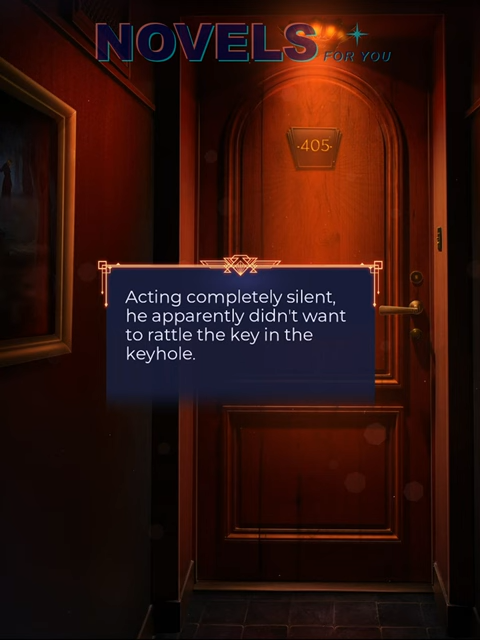 NOVELS
FOR YOU
·405·
Acting completely silent,
he apparently didn't want
to rattle the key in the
keyhole.